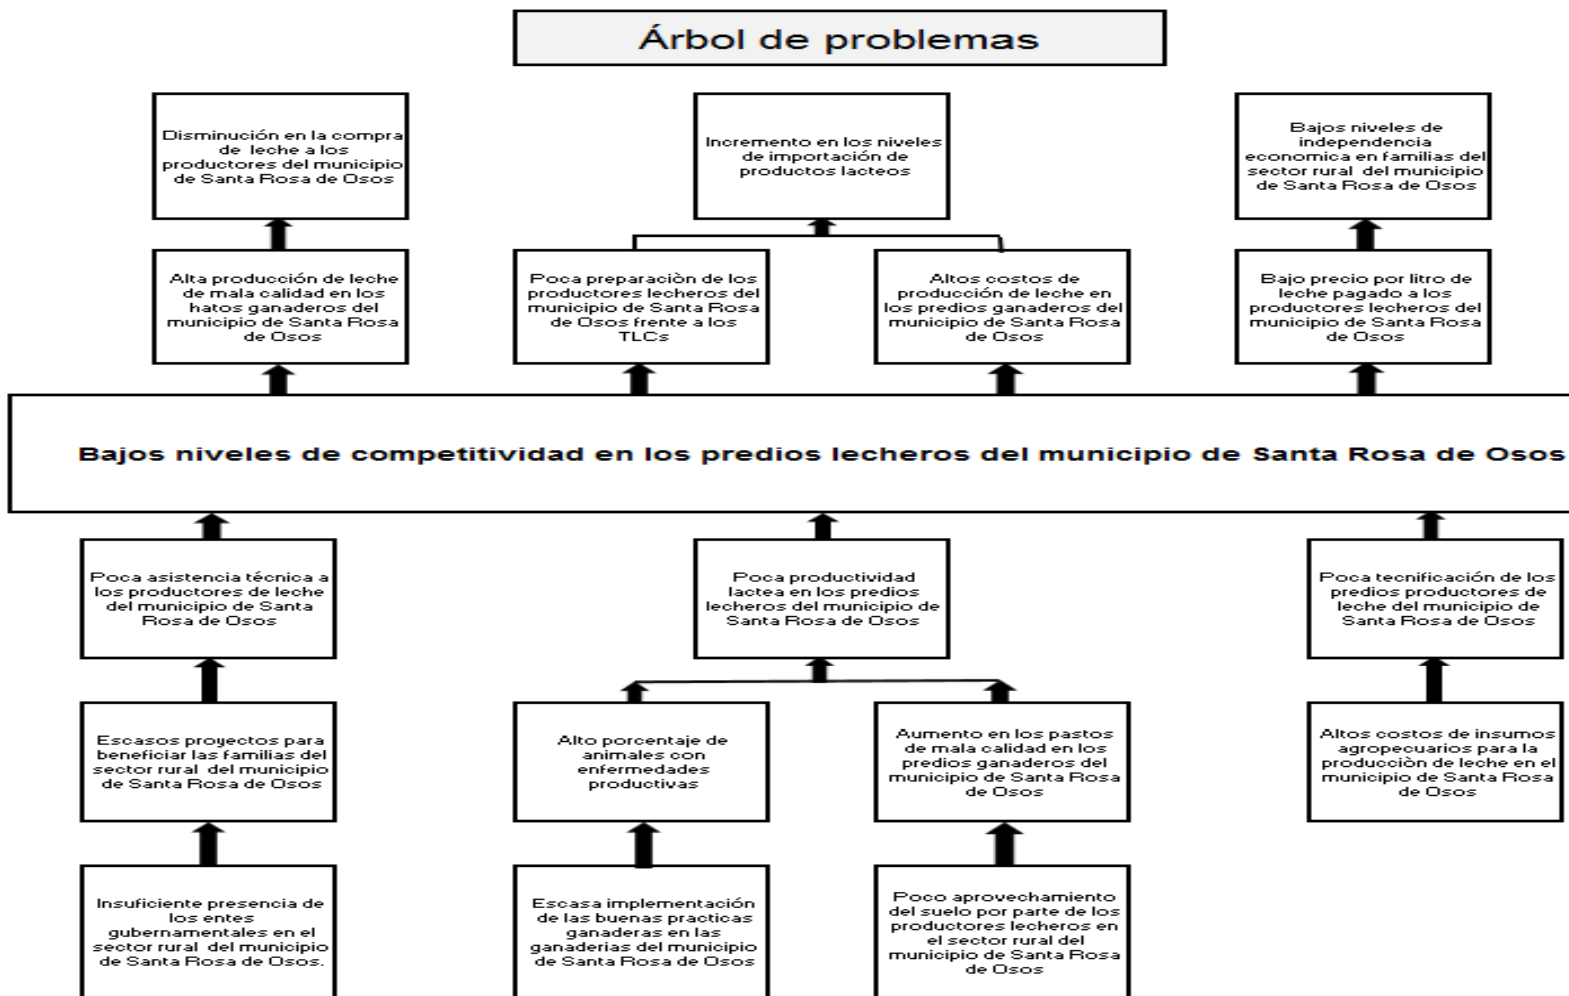 Árbol de problemas
Disminución en la compra
de leche a los
productores del municipio
de Santa Rosa de Osos
Incremento en los niveles
de importación de
productos lacteos
Bajos niveles de
independencia
economica en familias del
sector rural del municipio
de Santa Rosa de Osos
Alta producción de leche
de mala calidad en los
hatos ganaderos del
municipio de Santa Rosa
de Osos
Poca preparaciòn de los
productores lecheros del
municipio de Santa Rosa
de Osos frente a los
TLCs
Altos costos de
producción de leche en
los predios ganaderos del
municipio de Santa Rosa
de Osos
Bajo precio por litro de
leche pagado a los
productores lecheros del
municipio de Santa Rosa
de Osos
Bajos niveles de competitividad en los predios lecheros del municipio de Santa Rosa de Osos
Poca asistencia técnica a
los productores de leche
del municipio de Santa
Rosa de Osos
Poca productividad
lactea en los predios
lecheros del municipio de
Santa Rosa de Osos
Poca tecnificación de los
predios productores de
leche del municipio de
Santa Rosa de Osos
Escasos proyectos para
beneficiar las familias del
sector rural del municipio
de Santa Rosa de Osos
Alto porcentaje de
animales con
enfermedades
productivas
Aumento en los pastos
de mala calidad en los
predios ganaderos del
municipio de Santa Rosa
de Osos
Altos costos de insumos
agropecuarios para la
producciòn de leche en el
municipio de Santa Rosa
de Osos
Insuficiente presencia de
los entes
gubernamentales en el
sector rural del municipio
de Santa Rosa de Osos.
Escasa implementación
de las buenas practicas
ganaderas en las
ganaderias del municipio
de Santa Rosa de Osos
Poco aprovechamiento
del suelo por parte de los
productores lecheros en
el sector rural del
municipio de Santa Rosa
de Osos